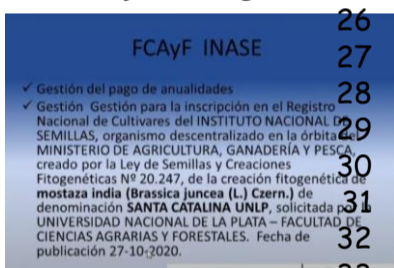 26
FCAyF INASE
27
✓ Gestión del pago de anualidades
28
✓ Gestión Gestión para la inscripción en el Registro
Nacional de Cultivares del INSTITUTO NACIONAL DE
29
SEMILLAS, organismo descentralizado en la órbita del
MINISTERIO DE AGRICULTURA, GANADERÍA Y PESCA,
30
creado por la Ley de Semillas y Creaciones
Fitogenéticas Nº 20.247, de la creación fitogenética de
mostaza india (Brassica juncea (L.) Czern.) de
31
denominación SANTA CATALINA UNLP, solicitada por la
UNIVERSIDAD NACIONAL DE LA PLATA – FACULTAD DE
32
CIENCIAS AGRARIAS Y FORESTALES. Fecha de
publicación 27-10-2020.